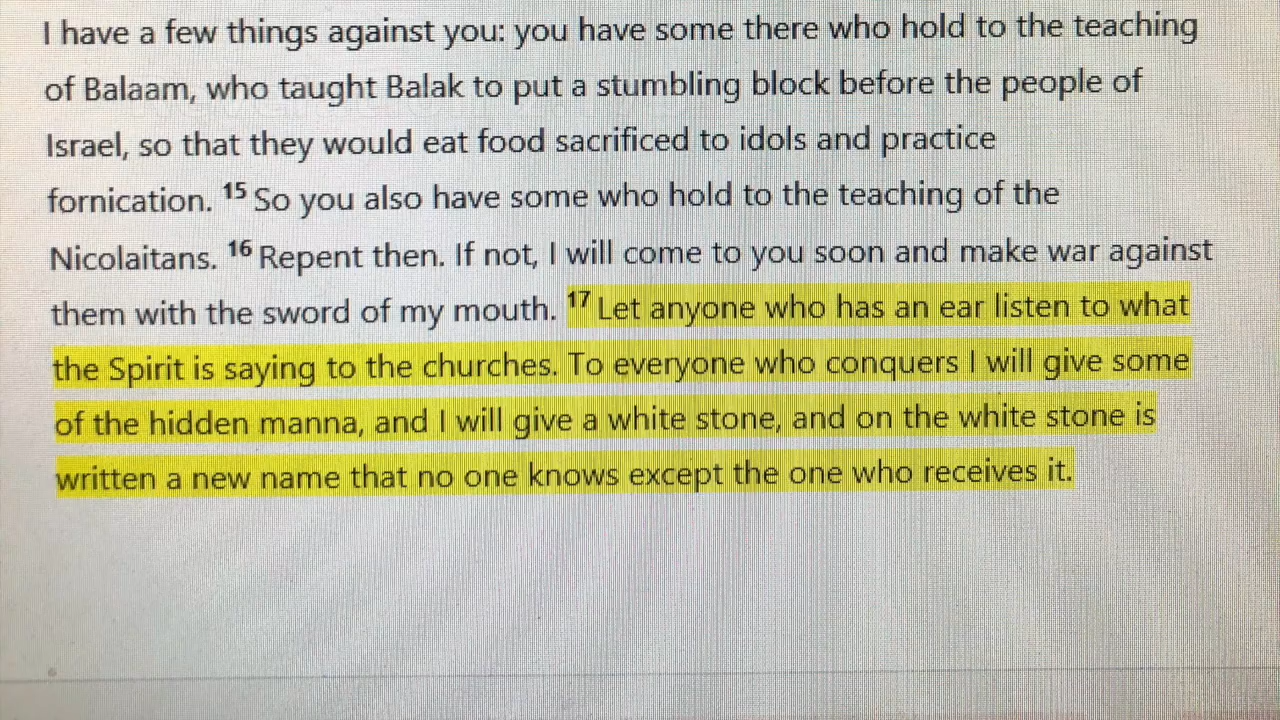 I have a few things against you: you have some there who hold to the teaching
of Balaam, who taught Balak to put a stumbling block before the people of
Israel, so that they would eat food sacrificed to idols and practice
fornication. 15 So you also have some who hold to the teaching of the
Nicolaitans. 16 Repent then. If not, I will come to you soon and make war against
them with the sword of my mouth. 17 Let anyone who has an ear listen to what
the Spirit is saying to the churches. To everyone who conquers I will give some
of the hidden manna, and I will give a white stone, and on the white stone is
written a new name that no one knows except the one who receives it.